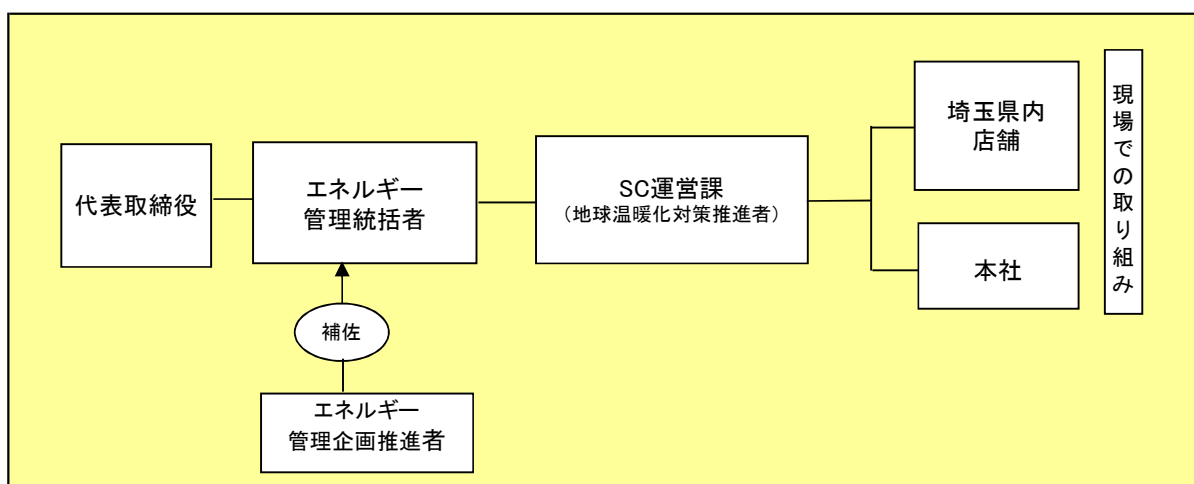 代表取締役
エネルギー
管理統括者
SC運営課
（地球温暖化対策推進者）
埼玉県内
店舗
本社
現場での取り組み
補佐
エネルギー
管理企画推進者